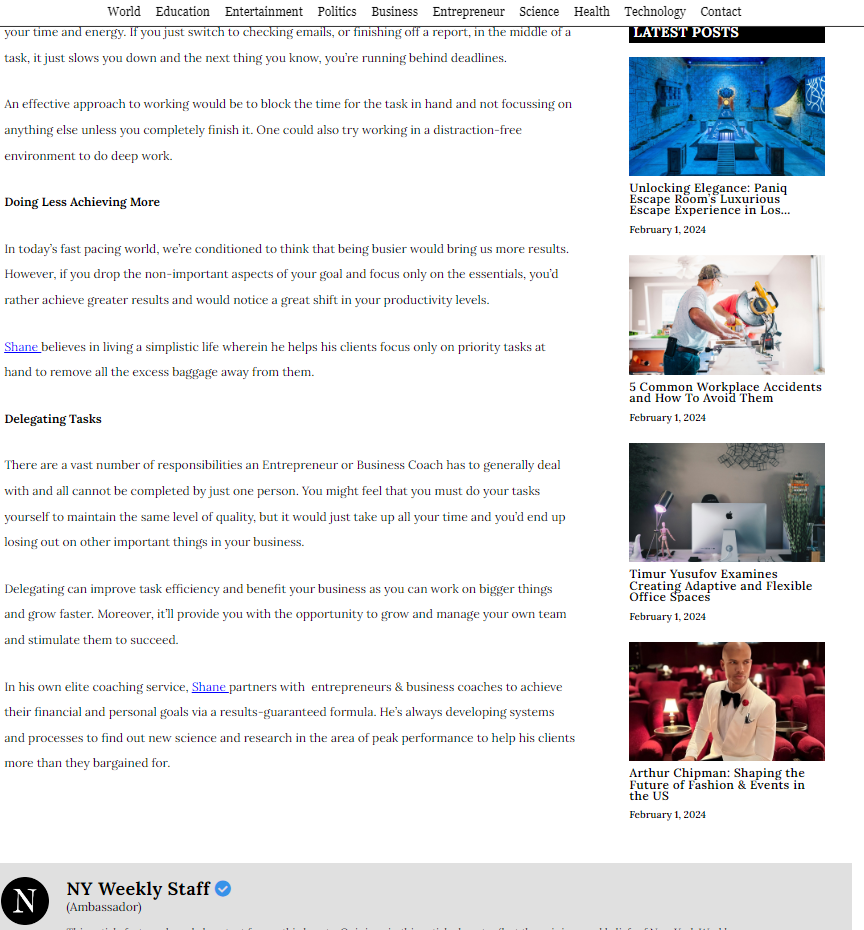 World Education Entertainment Politics Business Entrepreneur Science Health Technology Contact
your time and energy. If you just switch to checking emails, or finishing off a report, in the middle of a
task, it just slows you down and the next thing you know, you're running behind deadlines.
An effective approach to working would be to block the time for the task in hand and not focussing on
anything else unless you completely finish it. One could also try working in a distraction-free
environment to do deep work.
Doing Less Achieving More
In today's fast pacing world, we're conditioned to think that being busier would bring us more results.
However, if you drop the non-important aspects of your goal and focus only on the essentials, you'd
rather achieve greater results and would notice a great shift in your productivity levels.
Shane believes in living a simplistic life wherein he helps his clients focus only on priority tasks at
hand to remove all the excess baggage away from them.
Delegating Tasks
There are a vast number of responsibilities an Entrepreneur or Business Coach has to generally deal
with and all cannot be completed by just one person. You might feel that you must do your tasks
yourself to maintain the same level of quality, but it would just take up all your time and you'd end up
losing out on other important things in your business.
Delegating can improve task efficiency and benefit your business as you can work on bigger things
and grow faster. Moreover, it'll provide you with the opportunity to grow and manage your own team
and stimulate them to succeed.
In his own elite coaching service, Shane partners with  entrepreneurs & business coaches to achieve
their financial and personal goals via a results-guaranteed formula. He's always developing systems
and processes to find out new science and research in the area of peak performance to help his clients
more than they bargained for.
LATEST POSTS
Unlocking Elegance: Paniq
Escape Room's Luxurious
Escape Experience in Los...
February 1, 2024
5 Common Workplace Accidents
and How To Avoid Them
February 1, 2024
Timur Yusufov Examines
Creating Adaptive and Flexible
Office Spaces
February 1, 2024
Arthur Chipman: Shaping the
Future of Fashion & Events in
the US
February 1, 2024
N
NY Weekly Staff
(Ambassador)